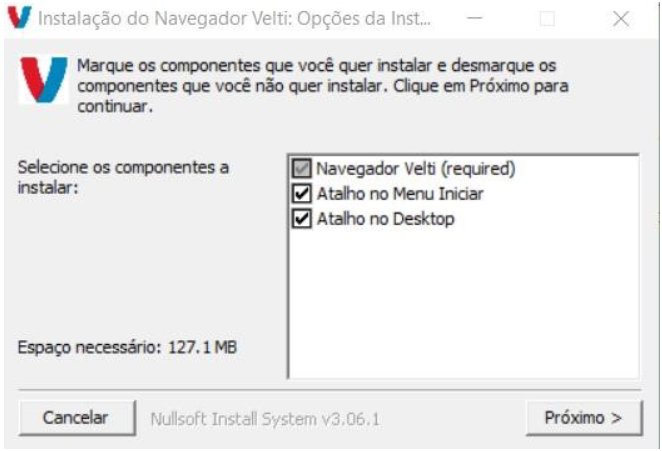 Instalação do Navegador Velti: Opções da Inst...
Marque os componentes que você quer instalar e desmarque os
componentes que você não quer instalar. Clique em Próximo para
continuar.
Selecione os componentes a
instalar:
Navegador Velti (required)
Atalho no Menu Iniciar
Atalho no Desktop
Espaço necessário: 127.1 MB
Nullsoft Install System v3.06.1
Cancelar
Próximo >